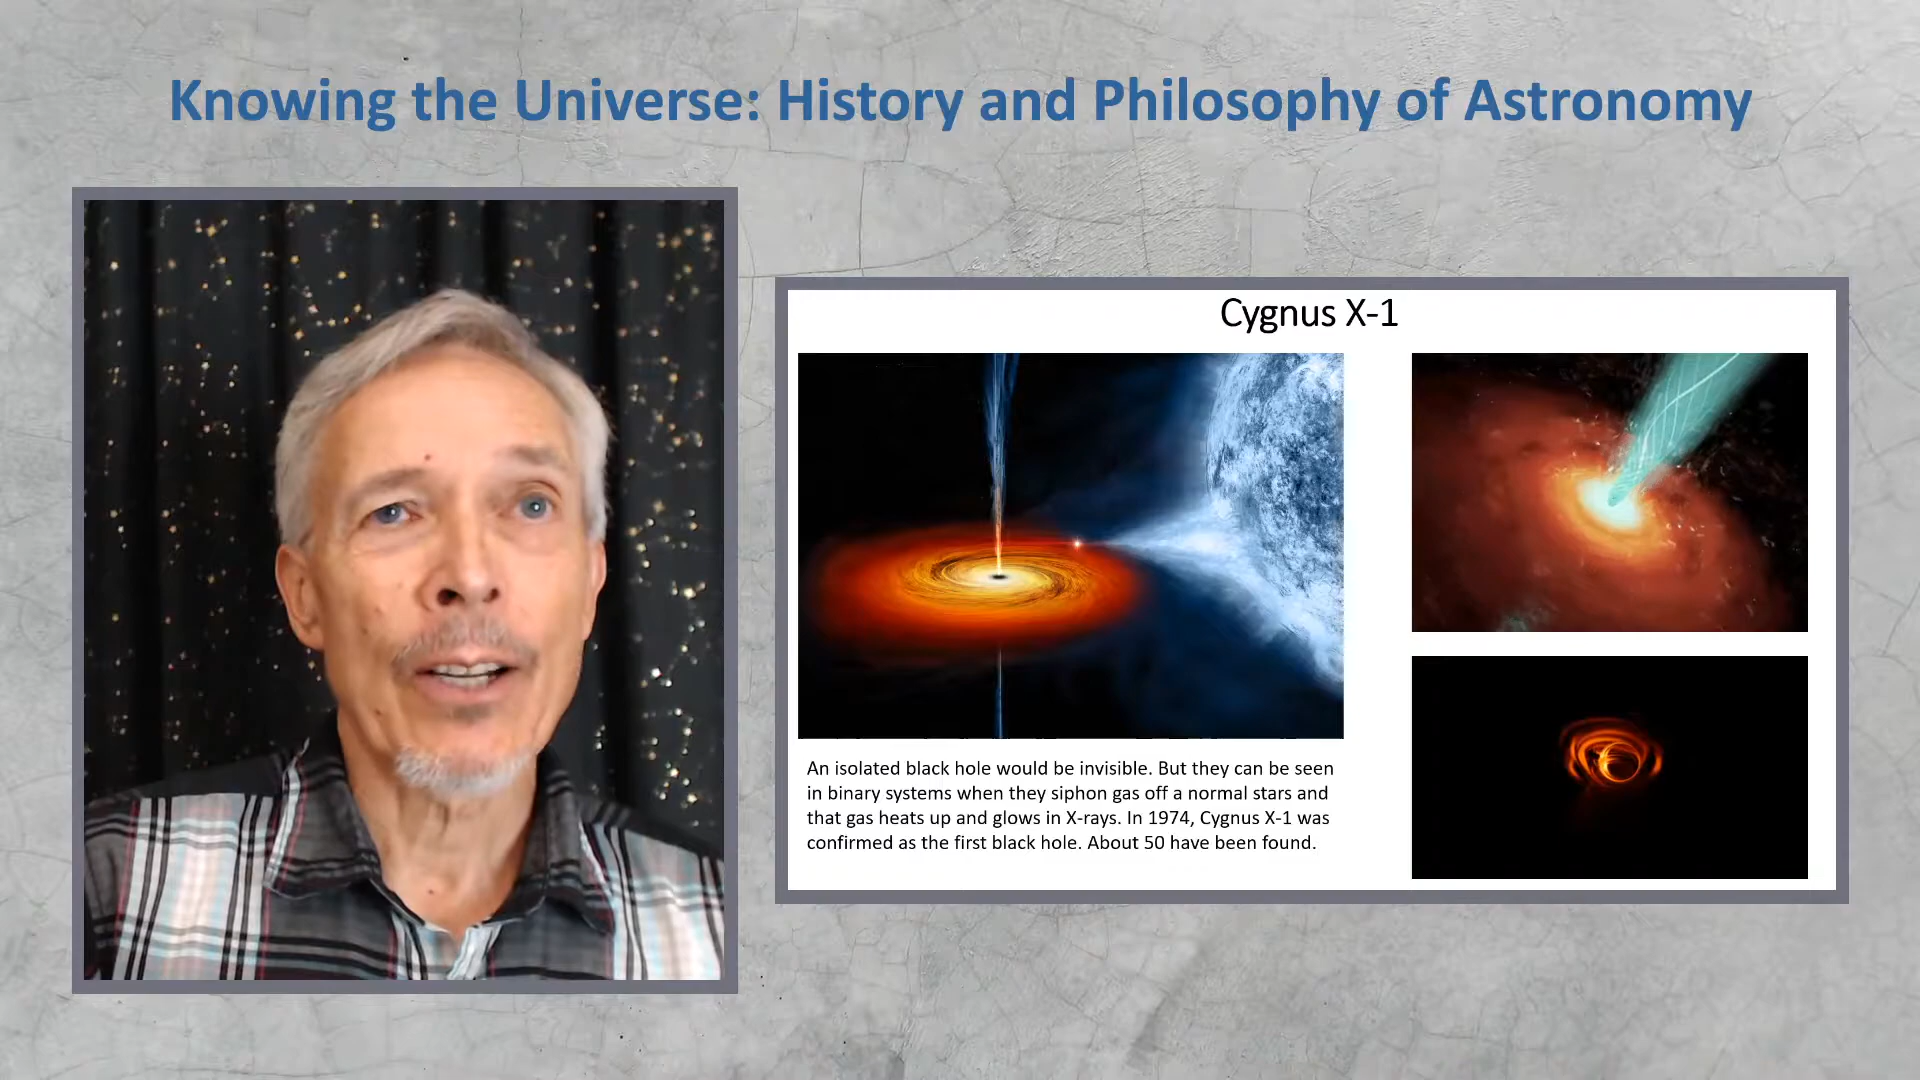 Knowing the Universe: History and Philosophy of Astronomy
Cygnus X-1
An isolated black hole would be invisible. But they can be seen
in binary systems when they siphon gas off a normal stars and
that gas heats up and glows in X-rays. In 1974, Cygnus X-1 was
confirmed as the first black hole. About 50 have been found.